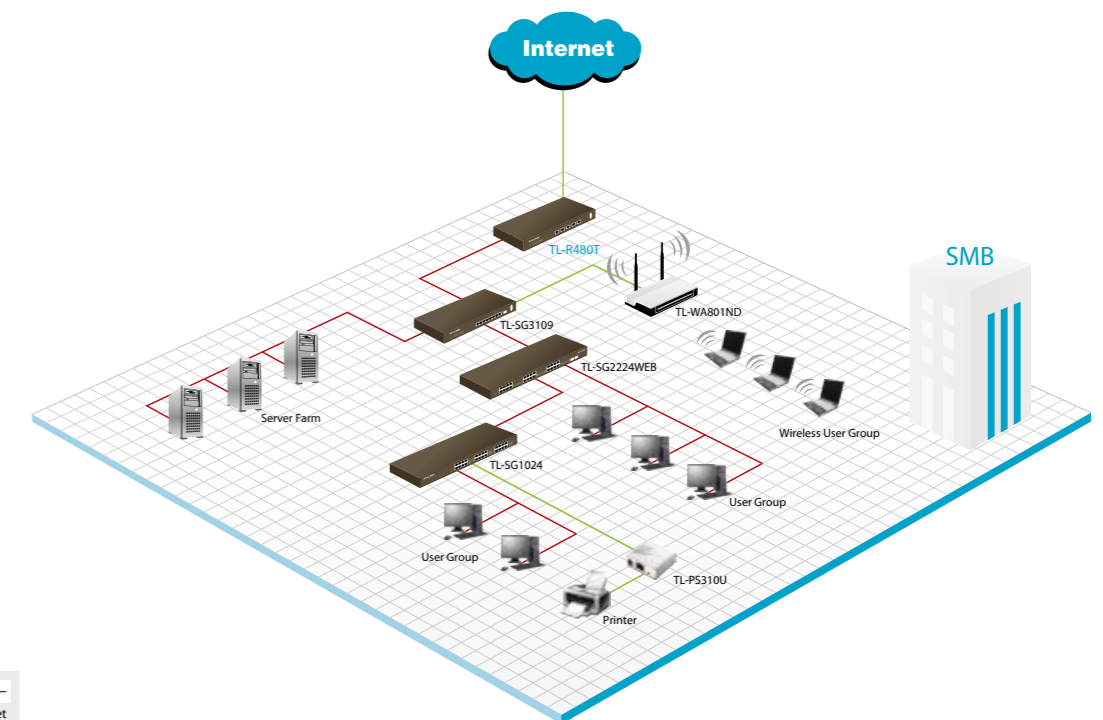 Internet
TL-R480T
SMB
TL-WA801ND
TL-SG3109
TL-SG2224WEB
Server Farm
Wireless User Group
TL-SG1024
User Group
User Group
TL-PS310U
Printer
et